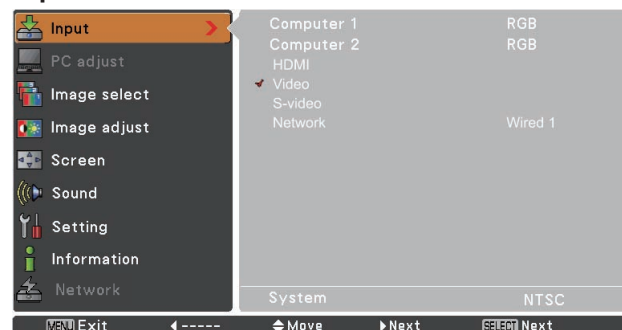 Input
PC adjust
Image select
Image adjust
Screen
Sound
Setting
Information
Network
Computer 1 RGB
Computer 2 RGB
HDMI
Video
S-video
Network Wired 1
System NTSC
MENU Exit ----- Move Next SELECT Next